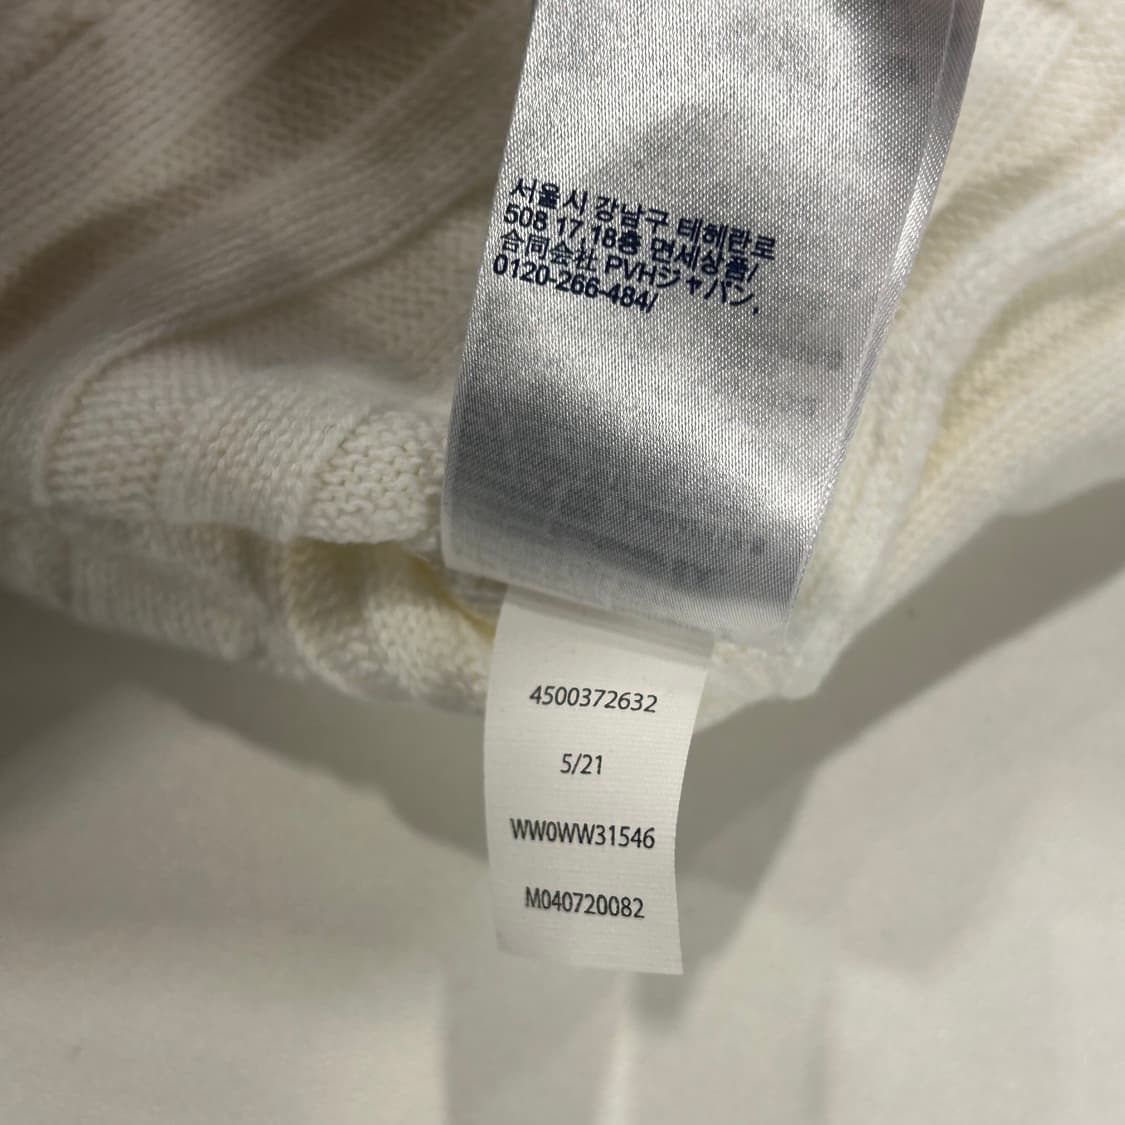 서울시 강남구 테헤란로
508 17,18층 면세상품/
合同会社 PVHジャパン,
0120-266-484/
4500372632
5/21
WW0WW31546
M040720082